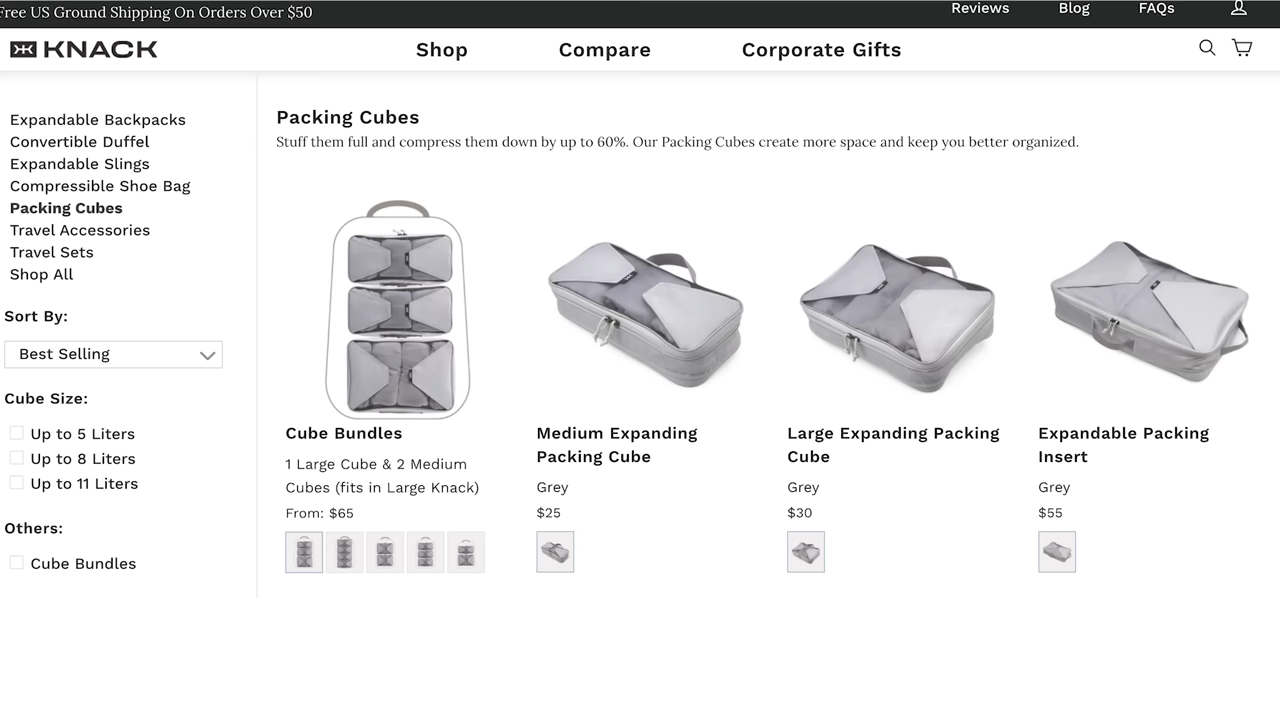 Free US Ground Shipping On Orders Over $50
Reviews
Blog
FAQs
KNACK
Shop
Compare
Corporate Gifts
Expandable Backpacks
Convertible Duffel
Expandable Slings
Compressible Shoe Bag
Packing Cubes
Travel Accessories
Travel Sets
Shop All
Sort By:
Best Selling
Cube Size:
Up to 5 Liters
Up to 8 Liters
Up to 11 Liters
Others:
Cube Bundles
Packing Cubes
Stuff them full and compress them down by up to 60%. Our Packing Cubes create more space and keep you better organized.
Cube Bundles
1 Large Cube & 2 Medium
Cubes (fits in Large Knack)
From: $65
Medium Expanding
Packing Cube
Grey
$25
Large Expanding Packing
Cube
Grey
$30
Expandable Packing
Insert
Grey
$55